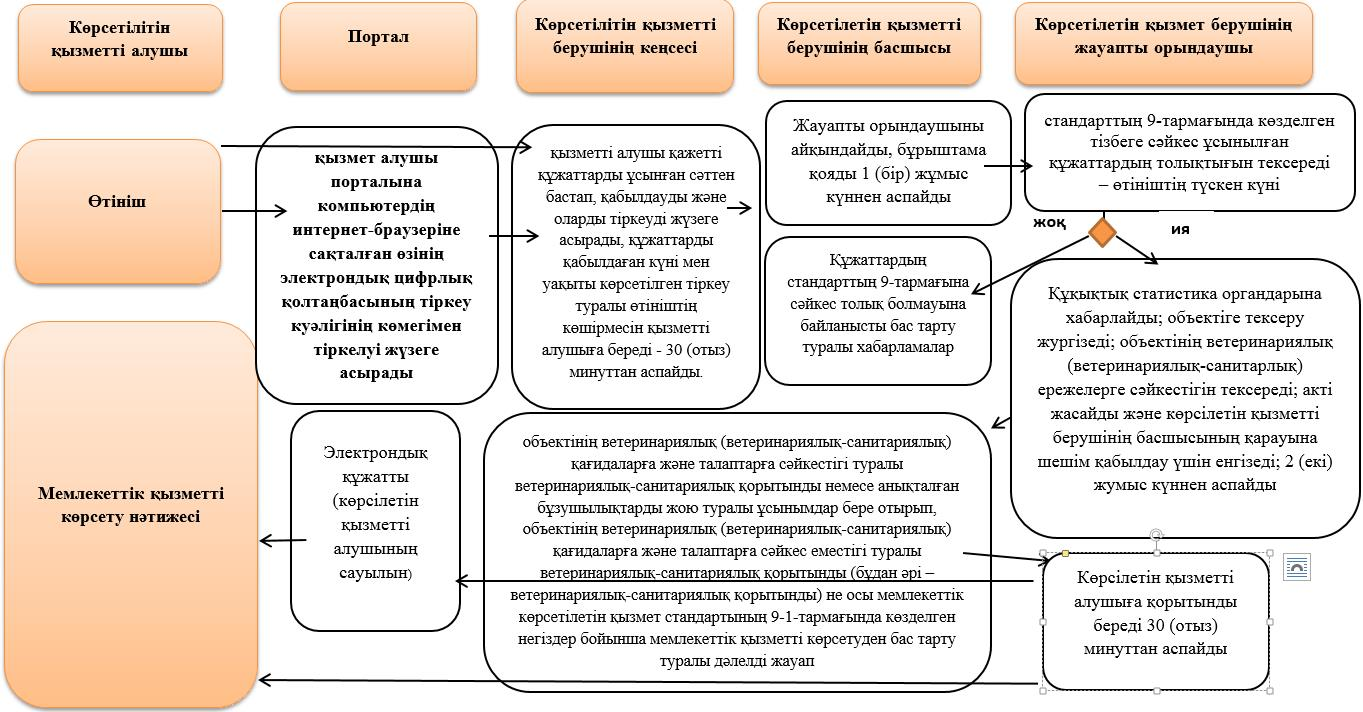 Көрсетілітін
қызметті алушы
Портал
Көрсетілітін қызметті
берушінің кеңсесі
Көрсетілетін қызметті
берушінің басшысы
Көрсетілетін қызмет берушінің
жауапты орындаушы
Өтініш
қызмет алушы
порталына
компьютердің
интернет-браузеріне
сақталған өзінің
электрондық цифрлық
қолтаңбасының тіркеу
куәлігінің көмегімен
тіркелуі жүзеге
асырады
қызметті алушы қажетті
құжаттарды ұсынған сәттен
бастап, қабылдауды және
оларды тіркеуді жүзеге
асырады, құжаттарды
қабылдаған күні мен
уақыты көрсетілген тіркеу
туралы өтініштің
көшірмесін қызметті
алушыға береді - 30 (отыз)
минуттан аспайды.
Жауапты орындаушыны
айқындайды, бұрыштама
қояды 1 (бір) жұмыс
күннен аспайды
стандарттың 9-тармағында көзделген
тізбеге сәйкес ұсынылған
құжаттардың толықтығын тексереді
– өтініштің түскен күні
жоқ
ия
Құжаттардың
стандарттың 9-тармағына
сәйкес толық болмауына
байланысты бас тарту
туралы хабарламалар
Құқықтық статистика органдарына
хабарлайды; объектіге тексеру
жургізеді; объектінің ветеринариялық
(ветеринариялық-санитарлық)
ережелерге сәйкестігін тексереді; акті
жасайды және көрсілетін қызметті
берушінің басшысының қарауына
шешім қабылдау үшін енгізеді; 2 (екі)
жумыс күннен аспайды
Мемлекеттік қызметті
көрсету нәтижесі
Электрондық
құжатты
(көрсілетін
қызметті
алушының
сауылын)
объектінің ветеринариялық (ветеринариялық-санитариялық)
қағидаларға және талаптарға сәйкестігі туралы
ветеринариялық-санитариялық қорытынды немесе анықталған
бұзушылықтарды жою туралы ұсынымдар бере отырып,
объектінің ветеринариялық (ветеринариялық-санитариялық)
қағидаларға және талаптарға сәйкес еместігі туралы
ветеринариялық-санитариялық қорытынды (бұдан әрі –
ветеринариялық-санитариялық қорытынды) не осы мемлекеттік
көрсетілетін қызмет стандартының 9-1-тармағында көзделген
негіздер бойынша мемлекеттік қызметті көрсетуден бас тарту
туралы дәлелді жауап
Көрсілетін қызметті
алушыға қорытынды
береді 30 (отыз)
минуттан аспайды